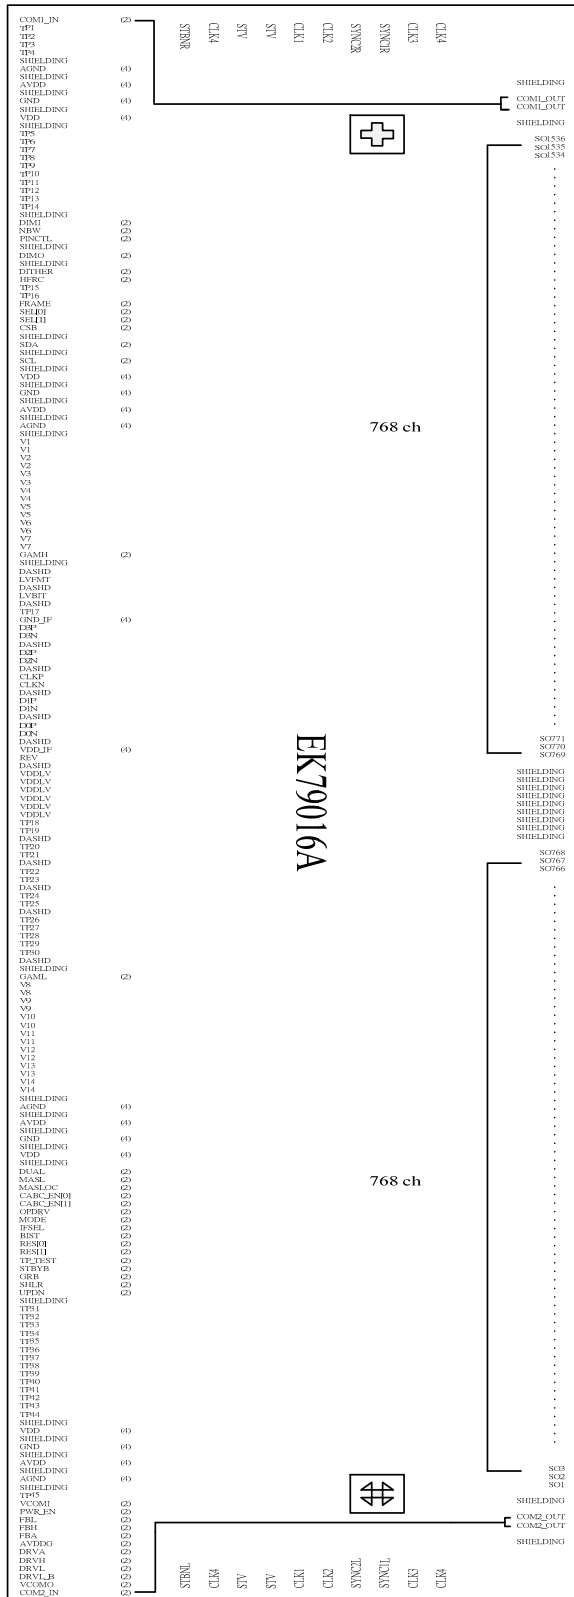 COM1_IN (2)
TP1
TP2
TP3
TP4
SHIELDING
AGND (4)
SHIELDING
AVDD (4)
SHIELDING
GND (4)
SHIELDING
VDD (4)
SHIELDING
TP5
TP6
TP7
TP8
TP9
TP10
TP11
TP12
TP13
TP14
SHIELDING
DIMI (2)
NBW (2)
PINCTL (2)
SHIELDING
DIMO (2)
SHIELDING
DITHER (2)
HFRC (2)
TP15
TP16
FRAME (2)
SEL[0] (2)
SEL[1] (2)
CSB (2)
SHIELDING
SDA (2)
SHIELDING
SCL (2)
SHIELDING
VDD (4)
SHIELDING
GND (4)
SHIELDING
AVDD (4)
SHIELDING
AGND (4)
SHIELDING
V1
V1
V2
V2
V3
V3
V4
V4
V5
V5
V6
V6
V7
V7
GAMH (2)
SHIELDING
DASHD
LVFMT
DASHD
LVBIT
DASHD
TP17
GND_IF (4)
D3P
D3N
DASHD
D2P
D2N
DASHD
CLKP
CLKN
DASHD
D1P
D1N
DASHD
D0P
D0N
DASHD
VDD_IF (4)
REV
DASHD
VDDLV
VDDLV
VDDLV
VDDLV
VDDLV
VDDLV
TP18
TP19
DASHD
TP20
TP21
DASHD
TP22
TP23
DASHD
TP24
TP25
DASHD
TP26
TP27
TP28
TP29
TP30
DASHD
SHIELDING
GAML (2)
V8
V8
V9
V9
V10
V10
V11
V11
V12
V12
V13
V13
V14
V14
SHIELDING
AGND (4)
SHIELDING
AVDD (4)
SHIELDING
GND (4)
SHIELDING
VDD (4)
SHIELDING
DUAL (2)
MASL (2)
MASLOC (2)
CABC_EN[0] (2)
CABC_EN[1] (2)
OPDRV (2)
MODE (2)
IFSEL (2)
BIST (2)
RES[0] (2)
RES[1] (2)
TP_TEST (2)
STBYB (2)
GRB (2)
SHLR (2)
UPDN (2)
SHIELDING
TP31
TP32
TP33
TP34
TP35
TP36
TP37
TP38
TP39
TP40
TP41
TP42
TP43
TP44
SHIELDING
VDD (4)
SHIELDING
GND (4)
SHIELDING
AVDD (4)
SHIELDING
AGND (4)
SHIELDING
TP45
VCOMI (2)
PWR_EN (2)
FBL (2)
FBH (2)
FBA (2)
AVDDG (2)
DRVA (2)
DRVH (2)
DRVL (2)
DRVL_B (2)
VCOMO (2)
COM2_IN (2)
STBNR
CLK4
STV
STV
CLK1
CLK2
SYNC2R
SYNC1R
CLK3
CLK4
768 ch
EK79016A
768 ch
STBNL
CLK4
STV
STV
CLK1
CLK2
SYNC2L
SYNC1L
CLK3
CLK4
SHIELDING
COM1_OUT
COM1_OUT
SHIELDING
SO1536
SO1535
SO1534
SO771
SO770
SO769
SHIELDING
SHIELDING
SHIELDING
SHIELDING
SHIELDING
SHIELDING
SHIELDING
SHIELDING
SHIELDING
SO768
SO767
SO766
SO3
SO2
SO1
SHIELDING
COM2_OUT
COM2_OUT
SHIELDING